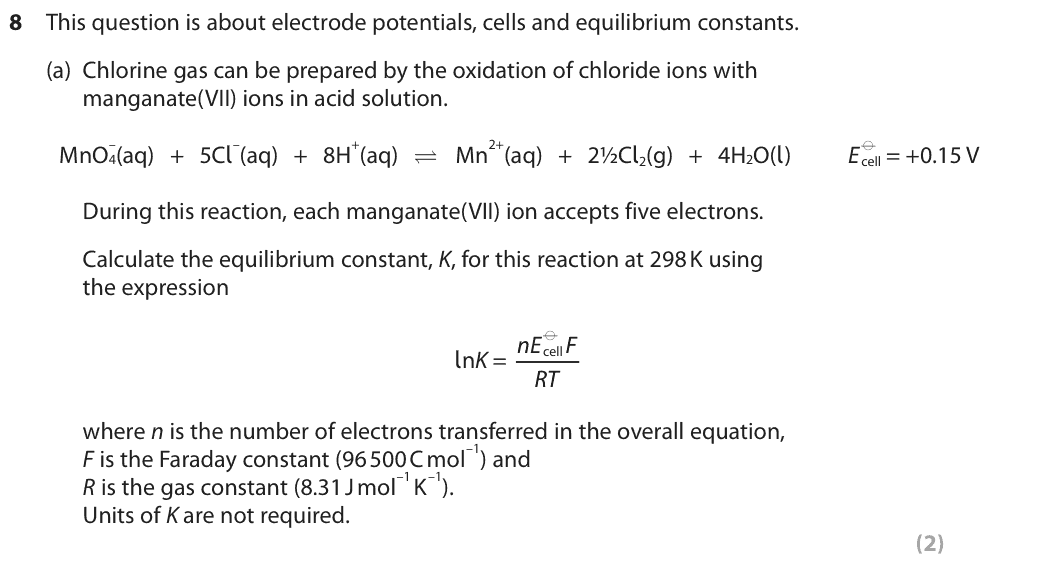 8 This question is about electrode potentials, cells and equilibrium constants.
(a) Chlorine gas can be prepared by the oxidation of chloride ions with
manganate(VII) ions in acid solution.
MnO₄⁻(aq) + 5Cl⁻(aq) + 8H⁺(aq) ⇌ Mn²⁺(aq) + 2½Cl₂(g) + 4H₂O(l) E⦵cell = +0.15 V
During this reaction, each manganate(VII) ion accepts five electrons.
Calculate the equilibrium constant, K, for this reaction at 298 K using
the expression
lnK = nE⦵cell F / RT
where n is the number of electrons transferred in the overall equation,
F is the Faraday constant (96 500 C mol⁻¹) and
R is the gas constant (8.31 J mol⁻¹ K⁻¹).
Units of K are not required.
(2)